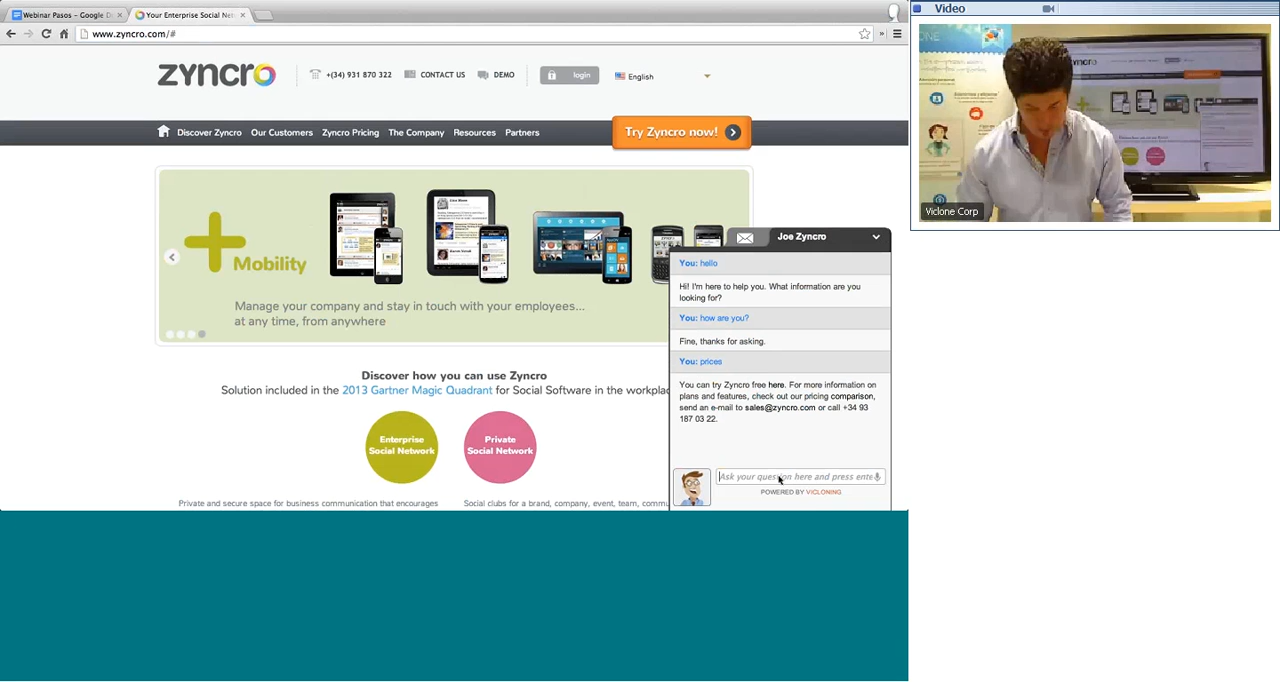 Webinar Pasos – Google D
Your Enterprise Social Net
www.zyncro.com/#
zyncro
+(34) 931 870 322
CONTACT US
DEMO
login
English
Discover Zyncro
Our Customers
Zyncro Pricing
The Company
Resources
Partners
Try Zyncro now!
Mobility
Manage your company and stay in touch with your employees...
at any time, from anywhere
Discover how you can use Zyncro
Solution included in the 2013 Gartner Magic Quadrant for Social Software in the workplac
Enterprise
Social Network
Private
Social Network
Private and secure space for business communication that encourages
Social clubs for a brand, company, event, team, commu
Joe Zyncro
You: hello
Hi! I'm here to help you. What information are you
looking for?
You: how are you?
Fine, thanks for asking.
You: prices
You can try Zyncro free here. For more information on
plans and features, check out our pricing comparison,
send an e-mail to sales@zyncro.com or call +34 93
187 03 22.
Ask your question here and press ente
POWERED BY VICLONING
Video
Viclone Corp